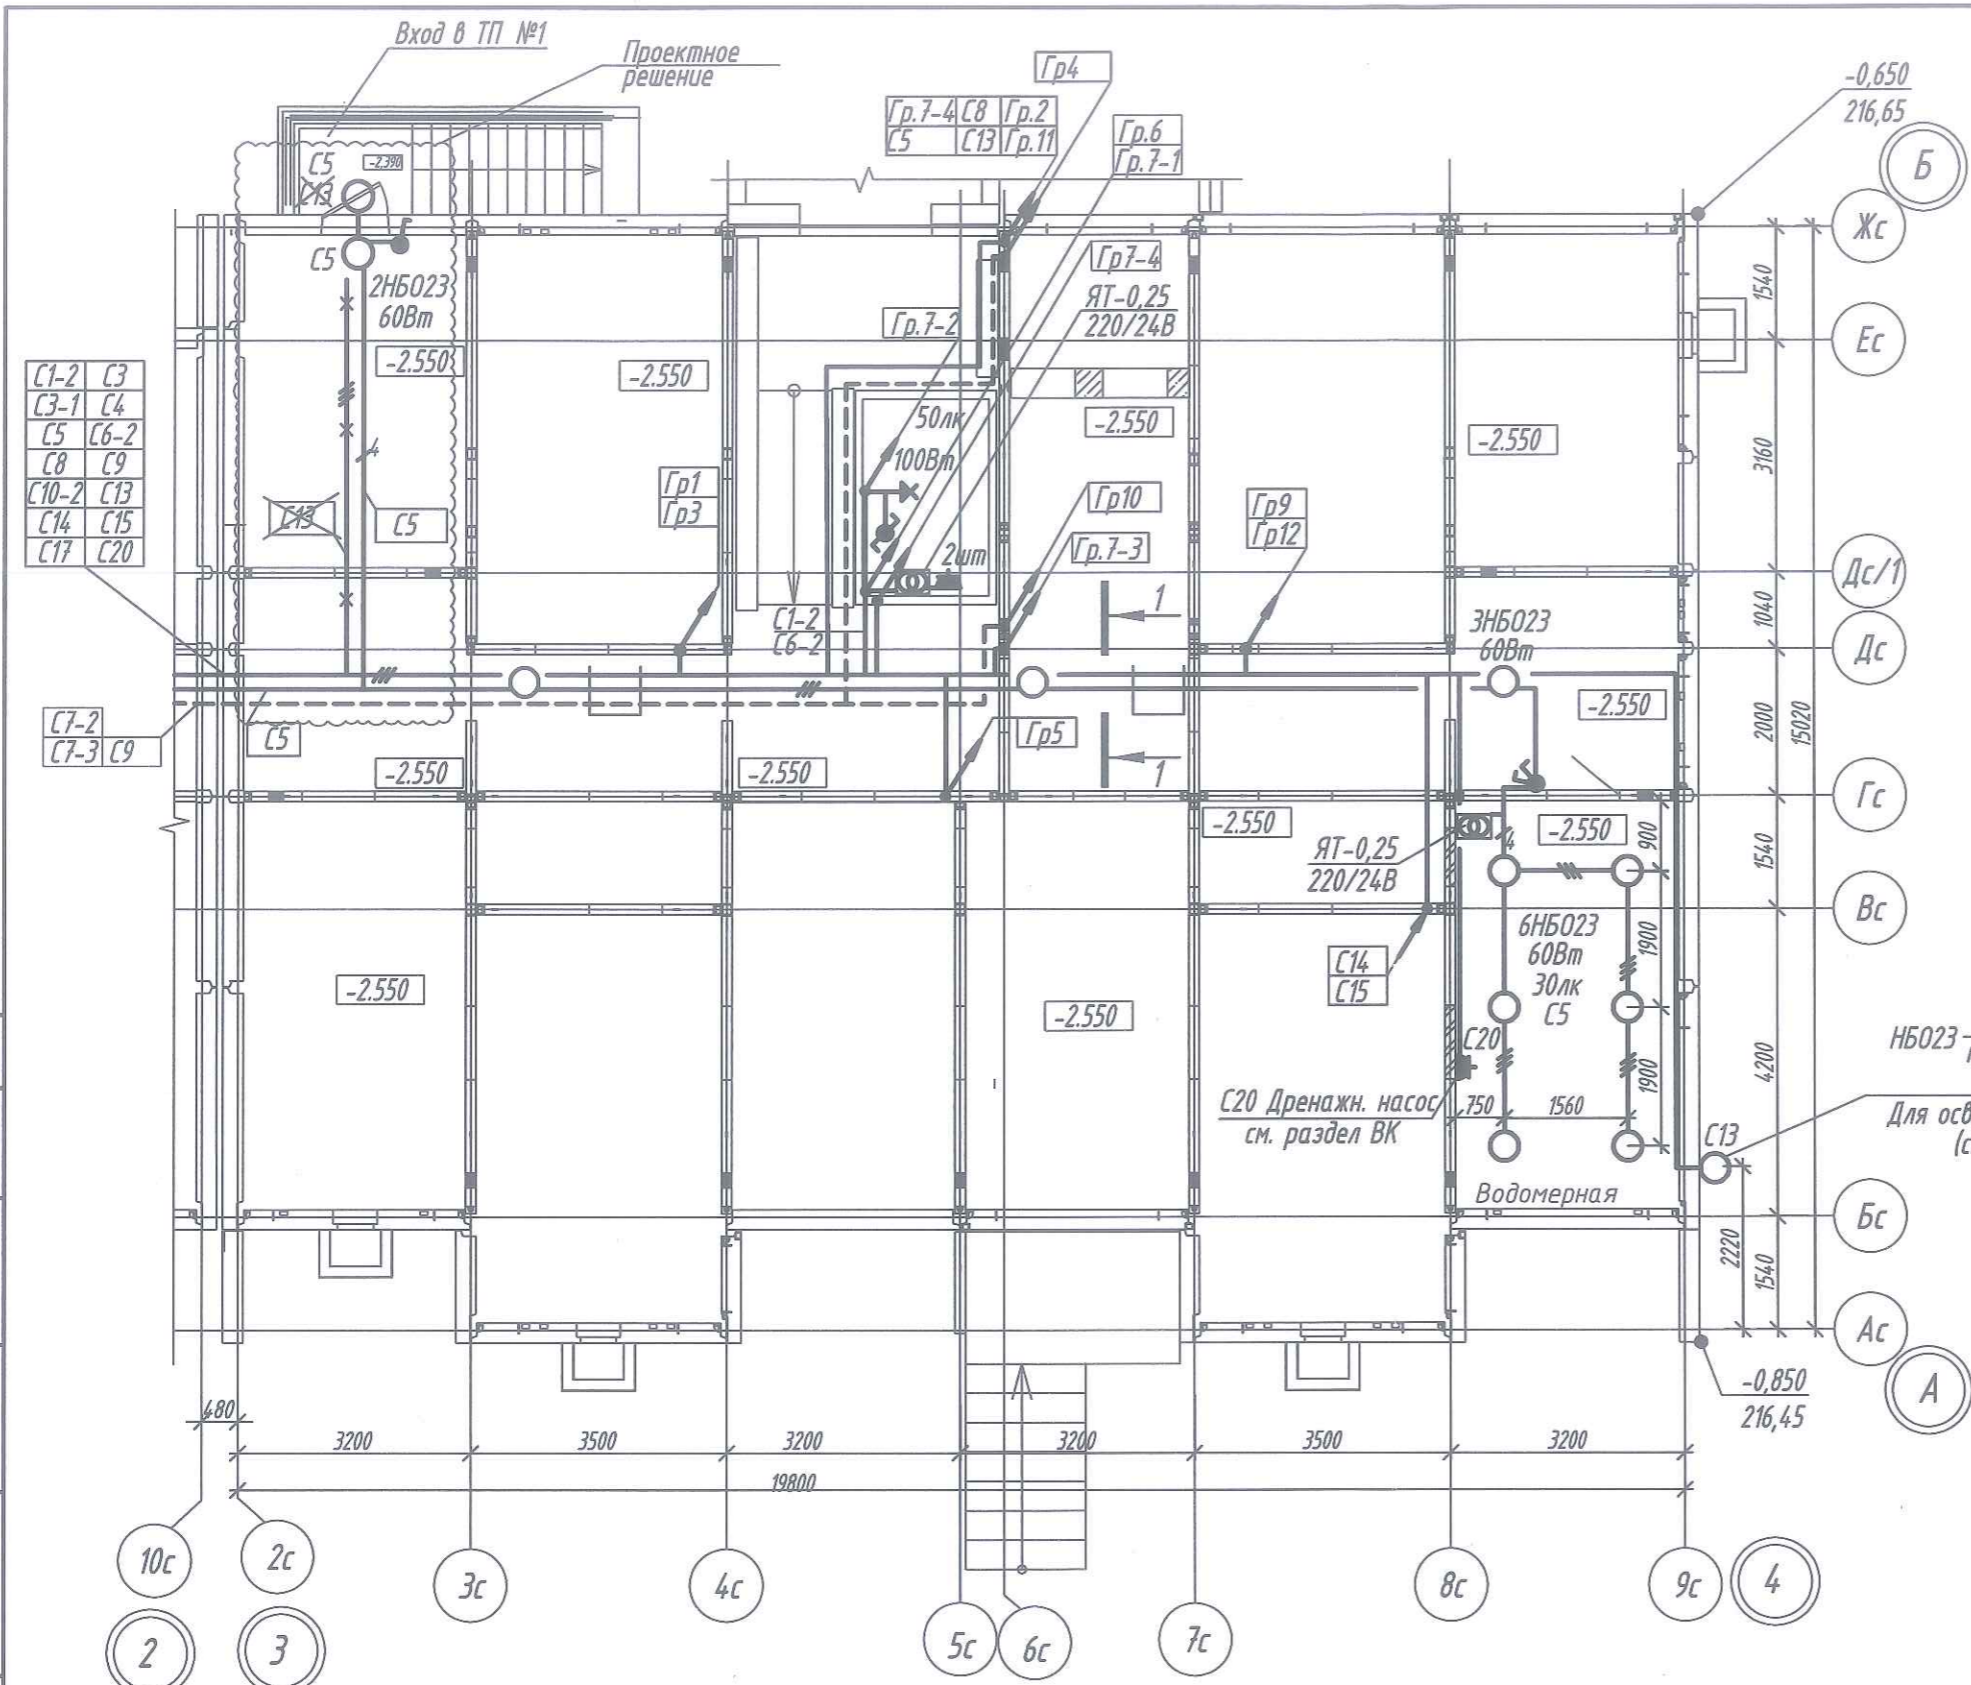 Вход в ТП №1
Проектное
решение
Гр4
-0,650
216,65
Гр.7-4 С8 Гр.2
С5 С13 Гр.11
Гр.6
Гр.7-1
Б
С5
-2.390
С13
Жс
С5
Гр7-4
2НБ023
60Вт
ЯТ-0,25
220/24В
1540
Гр.7-2
Ес
-2.550
-2.550
С1-2 С3
С3-1 С4
С5 С6-2
С8 С9
С10-2 С13
С14 С15
С17 С20
4
50лк
-2.550
-2.550
100Вт
3160
Гр1
Гр3
Гр10
Гр9
Гр12
С13
С5
Гр.7-3
2шт
Дс/1
1
1040
С1-2
С6-2
3НБ023
60Вт
Дс
С7-2
С7-3 С9
С5
Гр5
-2.550
2000
15020
-2.550
-2.550
1
Гс
-2.550
ЯТ-0,25
220/24В
4
-2.550
900
1540
Вс
6НБ023
60Вт
30лк
С5
1900
С14
С15
-2.550
-2.550
С20
НБ023
1900
4200
С20 Дренажн. насос
см. раздел ВК
750
1560
Для осв
(с
С13
Водомерная
Бс
2220
1540
Ас
-0,850
216,45
А
480
3200
3500
3200
3200
3500
3200
19800
10с
2с
3с
4с
5с
6с
7с
8с
9с
4
2
3